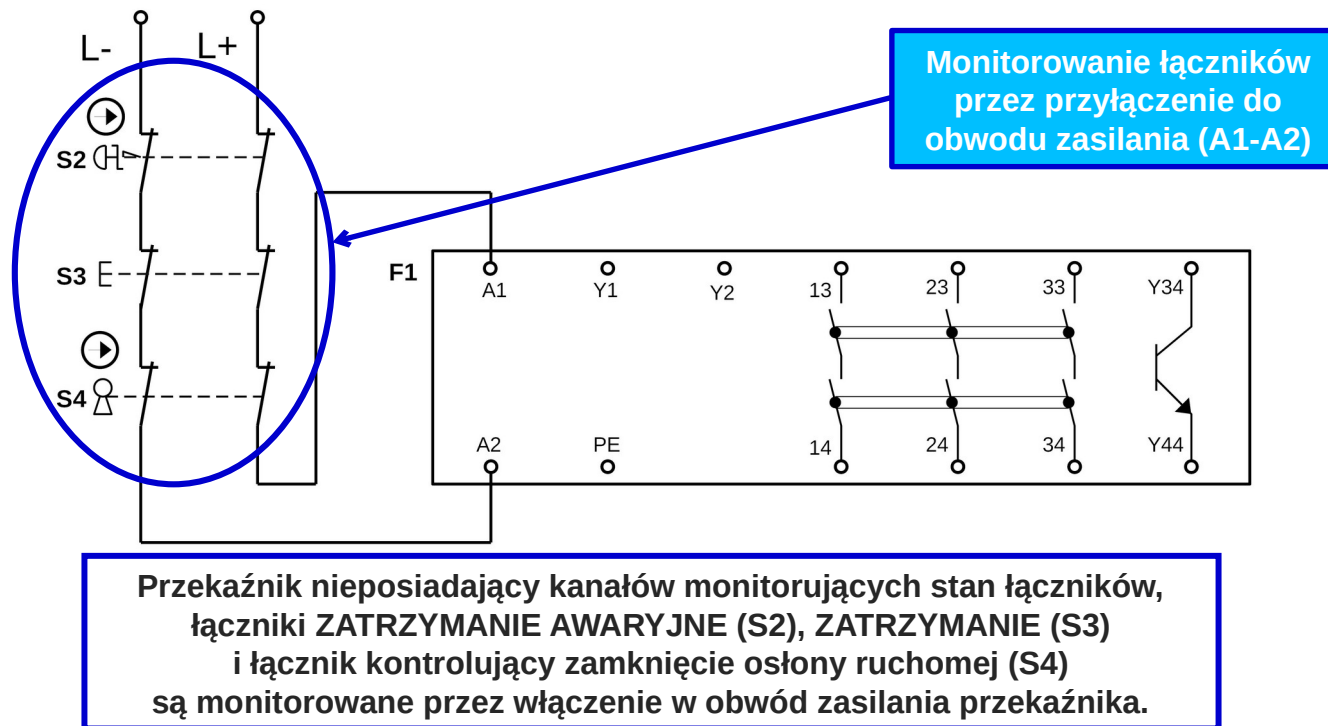 L-
L+
Monitorowanie łączników
przez przyłączenie do
obwodu zasilania (A1-A2)
S2
S3
F1
A1
Y1
Y2
13
23
33
Y34
S4
A2
PE
14
24
34
Y44
Przekaźnik nieposiadający kanałów monitorujących stan łączników,
łączniki ZATRZYMANIE AWARYJNE (S2), ZATRZYMANIE (S3)
i łącznik kontrolujący zamknięcie osłony ruchomej (S4)
są monitorowane przez włączenie w obwód zasilania przekaźnika.